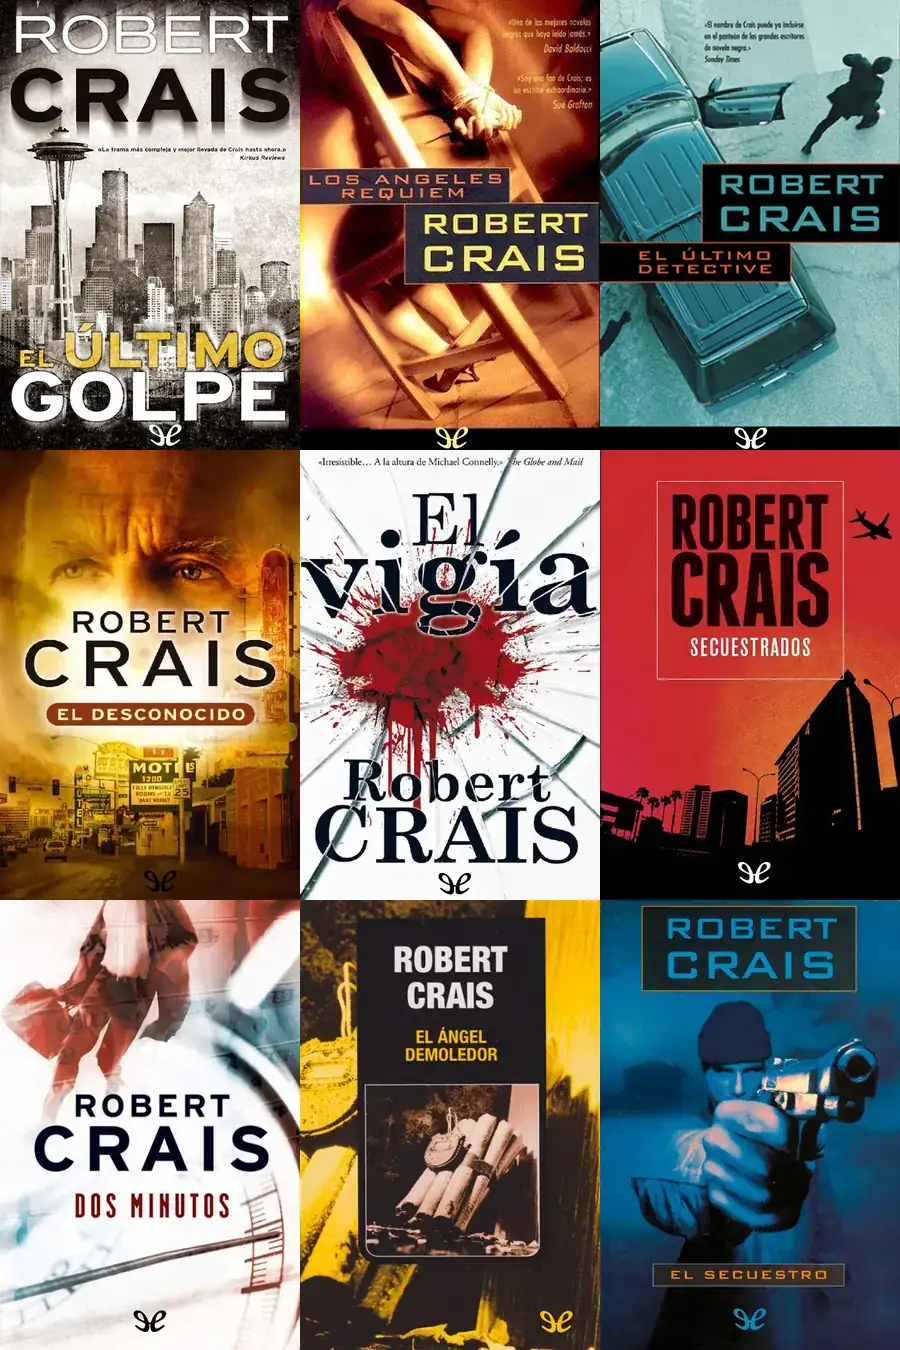 ROBERT
CRAIS
«La trama más compleja y mejor llevada de Crais hasta ahora.»
Kirkus Reviews
EL ÚLTIMO
GOLPE
«Una de las mejores novelas
negras que haya leído jamás.»
David Baldacci
«Soy una fan de Crais; es
un escritor extraordinario.»
Sue Grafton
LOS ANGELES
REQUIEM
ROBERT
CRAIS
«El nombre de Crais puede ya incluirse
en el panteón de los grandes escritores
de novela negra.»
Sunday Times
ROBERT
CRAIS
EL ÚLTIMO
DETECTIVE
ROBERT
CRAIS
EL DESCONOCIDO
MOTEL
«Irresistible... A la altura de Michael Connelly.» The Globe and Mail
El
vigía
Robert
CRAIS
ROBERT
CRAIS
SECUESTRADOS
ROBERT
CRAIS
DOS MINUTOS
ROBERT
CRAIS
EL ÁNGEL
DEMOLEDOR
ROBERT
CRAIS
EL SECUESTRO